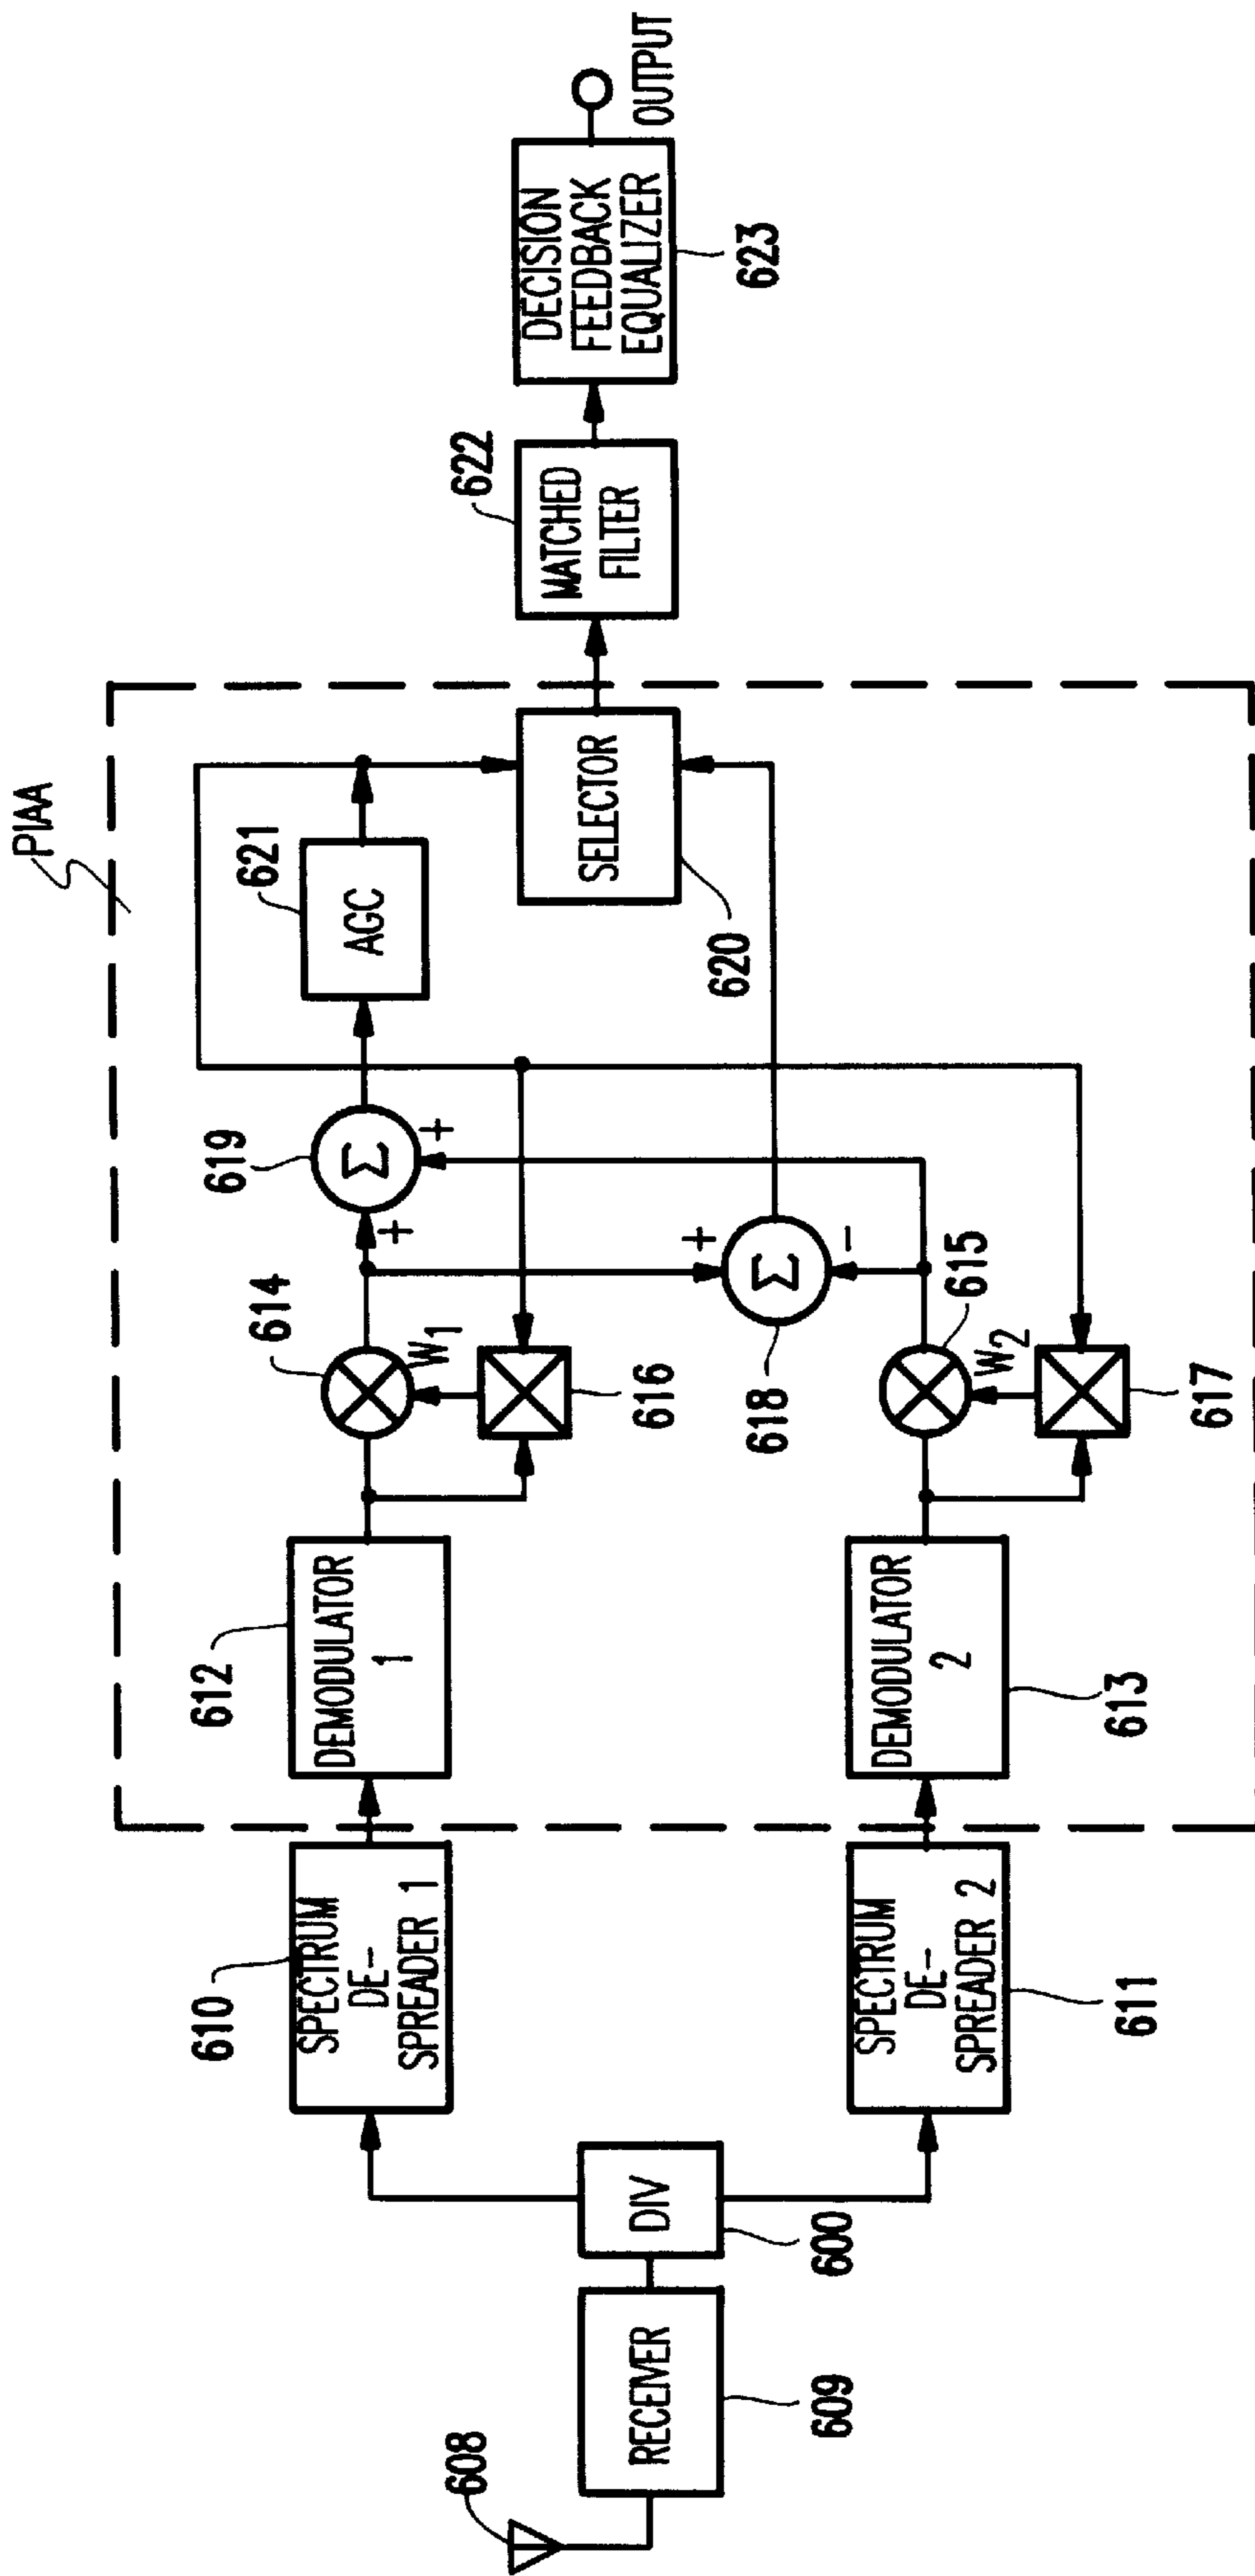 608
RECEIVER
609
DIV
600
610
SPECTRUM
DE-
SPREADER 1
SPECTRUM
DE-
SPREADER 2
611
PIAA
612
DEMODULATOR
1
DEMODULATOR
2
613
614
W1
616
615
W2
617
618
+
-
619
+
+
Σ
Σ
621
AGC
SELECTOR
620
622
MATCHED
FILTER
DECISION
FEEDBACK
EQUALIZER
623
OUTPUT